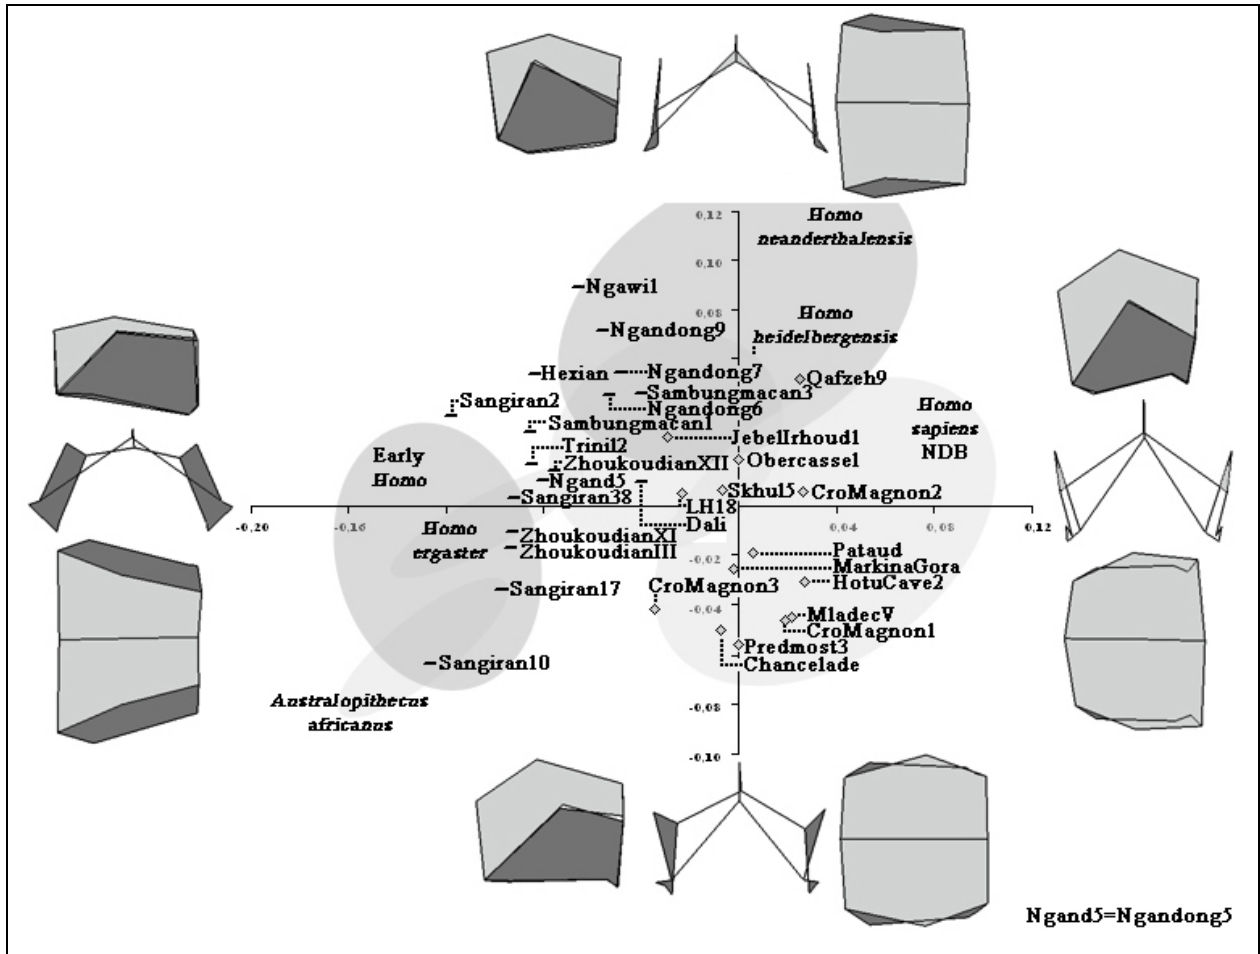 0,12
Homo
neanderthalensis
0,10
Ngawi1
0,08
Homo
heidelbergensis
Ngandong9
Hexian
Ngandong7
Qafzeh9
Sangiran2
Sambungmacan3
Ngandong6
Homo
sapiens
NDB
Sambungmacan1
JebelIrhoud1
Trinil2
Early
Homo
ZhoukoudianXII
Obercassel
Ngand5
Skhul5
CroMagnon2
Sangiran38
LH18
-0,20
-0,16
0,04
0,08
0,12
Dali
Homo
ergaster
ZhoukoudianXI
ZhoukoudianIII
Pataud
-0,02
MarkinaGora
HotuCave2
Sangiran17
CroMagnon3
-0,04
MladecV
CroMagnon1
Predmost3
Sangiran10
Chancelade
Australopithecus
africanus
-0,08
-0,10
Ngand5=Ngandong5